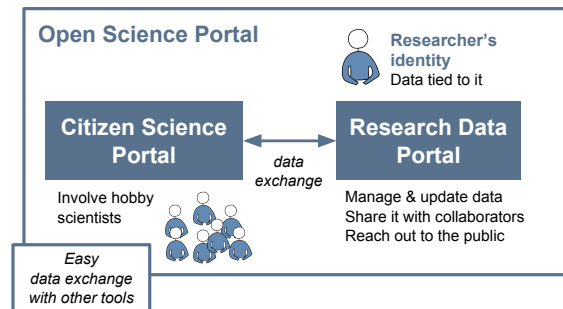 Open Science Portal
Researcher's
identity
Data tied to it
Citizen Science
Portal
data
exchange
Research Data
Portal
Involve hobby
scientists
Manage & update data
Share it with collaborators
Reach out to the public
Easy
data exchange
with other tools